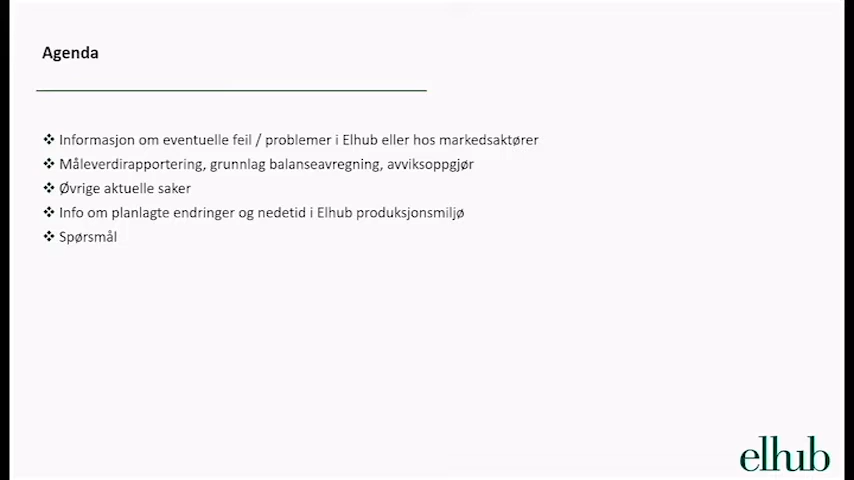 Agenda
❖ Informasjon om eventuelle feil / problemer i Elhub eller hos markedsaktører
❖ Måleverdirapportering, grunnlag balanseavregning, avviksoppgjør
❖ Øvrige aktuelle saker
❖ Info om planlagte endringer og nedetid i Elhub produksjonsmiljø
❖ Spørsmål
elhub